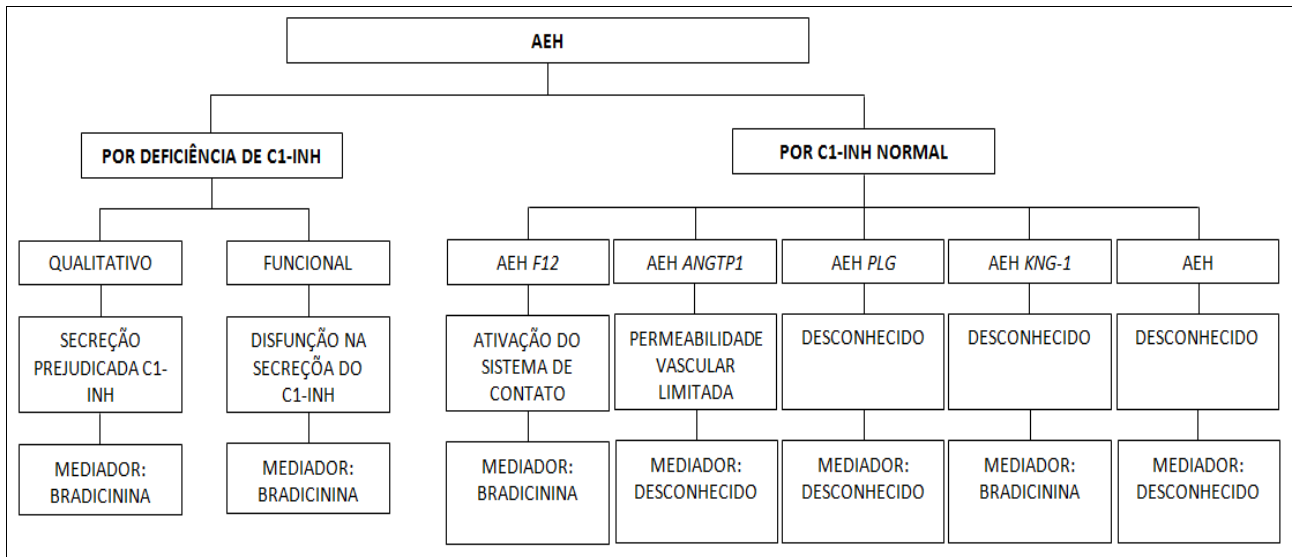 AEH
POR DEFICIÊNCIA DE C1-INH
POR C1-INH NORMAL
QUALITATIVO
FUNCIONAL
AEH F12
AEH ANGTP1
AEH PLG
AEH KNG-1
AEH
SECREÇÃO
PREJUDICADA C1-
INH
DISFUNÇÃO NA
SECREÇÕA DO
C1-INH
ATIVAÇÃO DO
SISTEMA DE
CONTATO
PERMEABILIDADE
VASCULAR
LIMITADA
DESCONHECIDO
DESCONHECIDO
DESCONHECIDO
MEDIADOR:
BRADICININA
MEDIADOR:
BRADICININA
MEDIADOR:
BRADICININA
MEDIADOR:
DESCONHECIDO
MEDIADOR:
DESCONHECIDO
MEDIADOR:
BRADICININA
MEDIADOR:
DESCONHECIDO